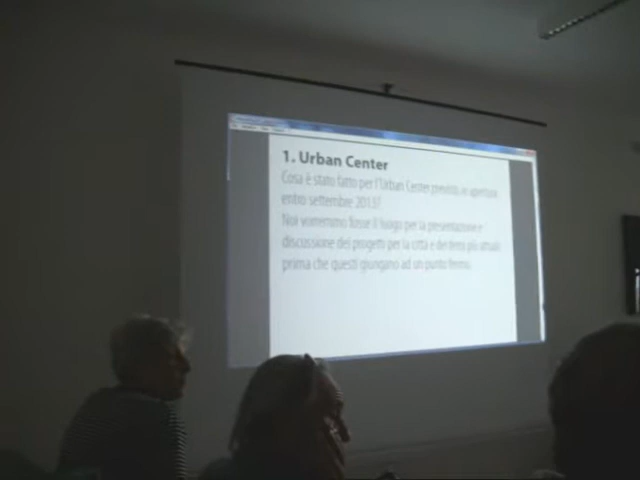 1. Urban Center
Cosa è stato fatto per l'Urban Center previsto in apertura
entro settembre 2013?
Noi vorremmo fosse il luogo per la presentazione e
discussione dei progetti per la città e dei temi più attuali
prima che questi giungano ad un punto fermo.